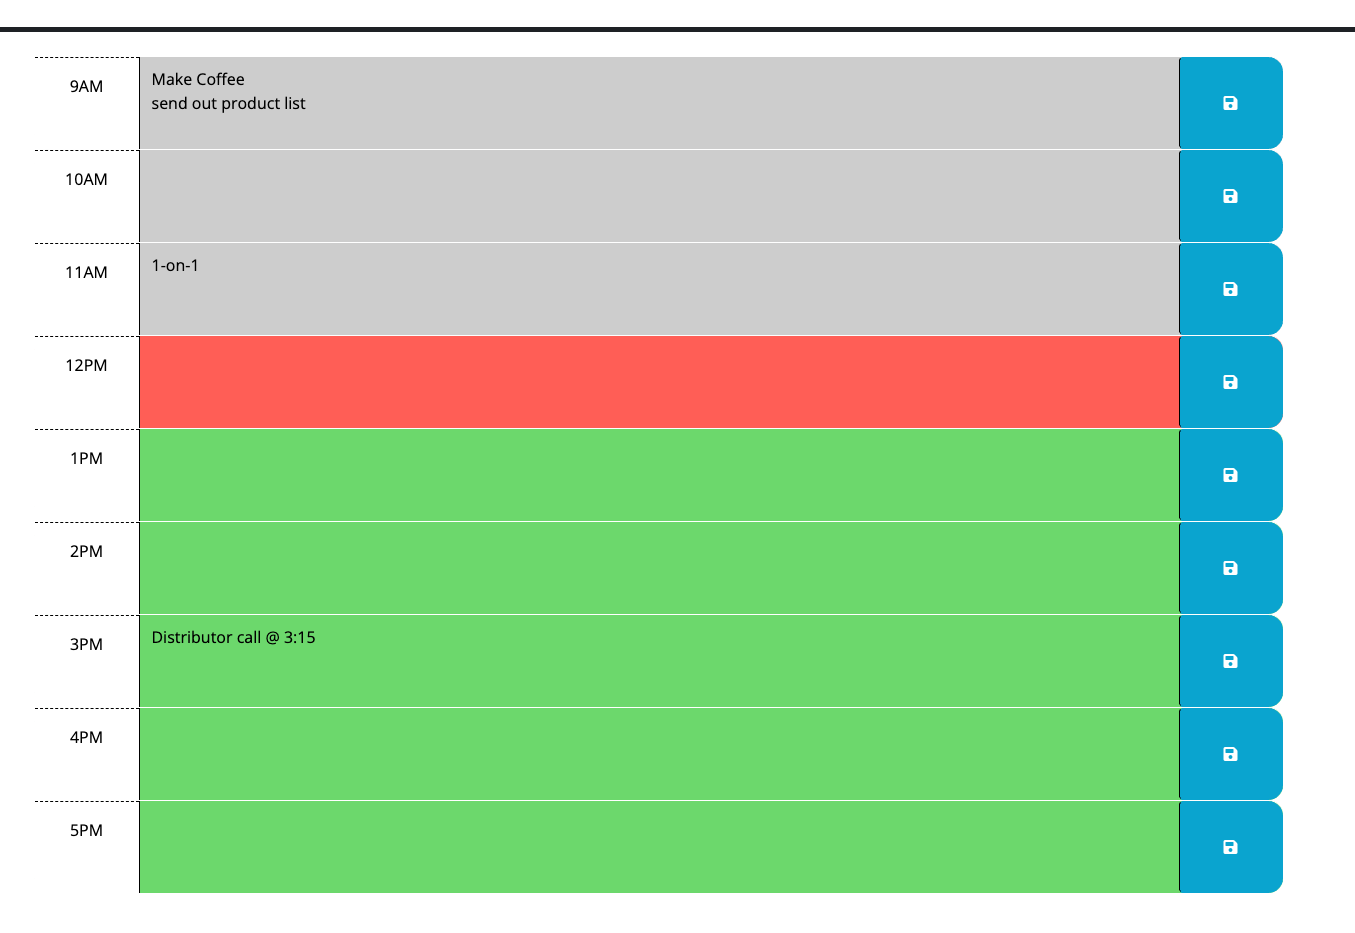 9AM
Make Coffee
send out product list
10AM
11AM
1-on-1
12PM
1PM
2PM
3PM
Distributor call @ 3:15
4PM
5PM